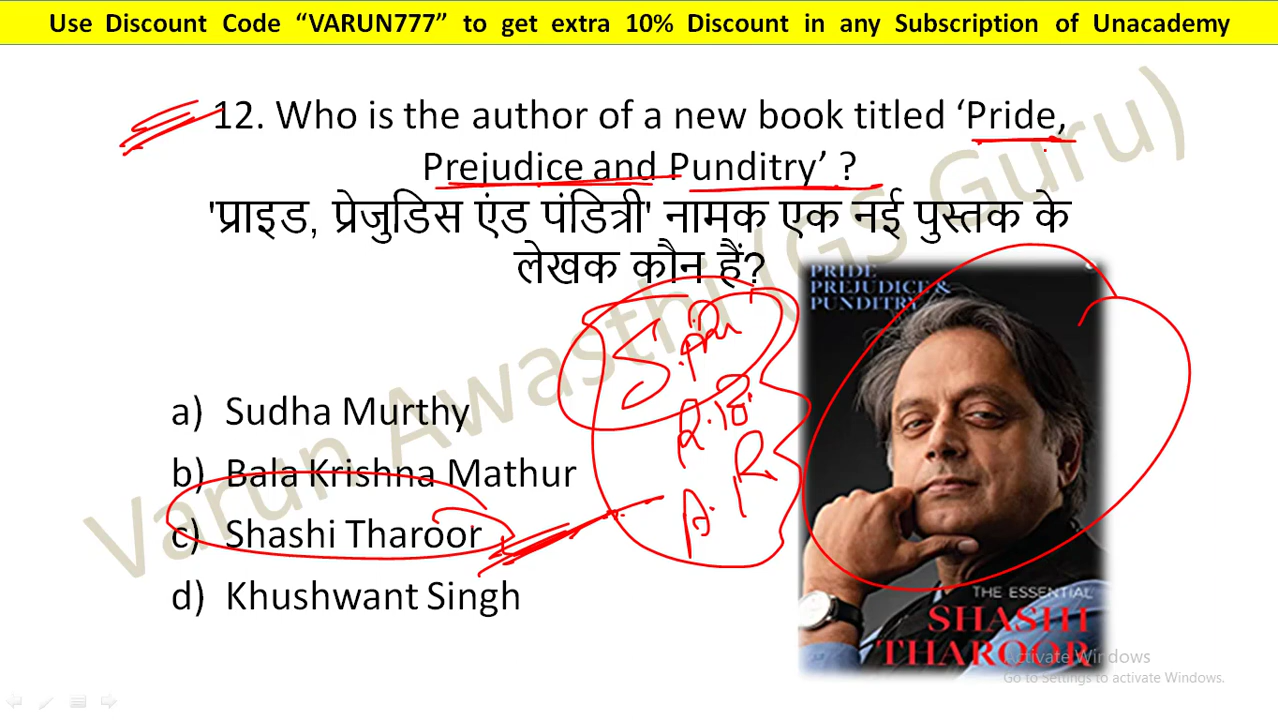 Use Discount Code “VARUN777” to get extra 10% Discount in any Subscription of Unacademy
12. Who is the author of a new book titled ‘Pride,
Prejudice and Punditry’ ?
'प्राइड, प्रेजुडिस एंड पंडित्री' नामक एक नई पुस्तक के
लेखक कौन हैं?
a) Sudha Murthy
b) Bala Krishna Mathur
c) Shashi Tharoor
d) Khushwant Singh
PRIDE
PREJUDICE &
PUNDITRY
THE ESSENTIAL
SHASHI
THAROOR
Varun Awasthi (GS Guru)
Activate Windows
Go to Settings to activate Windows.